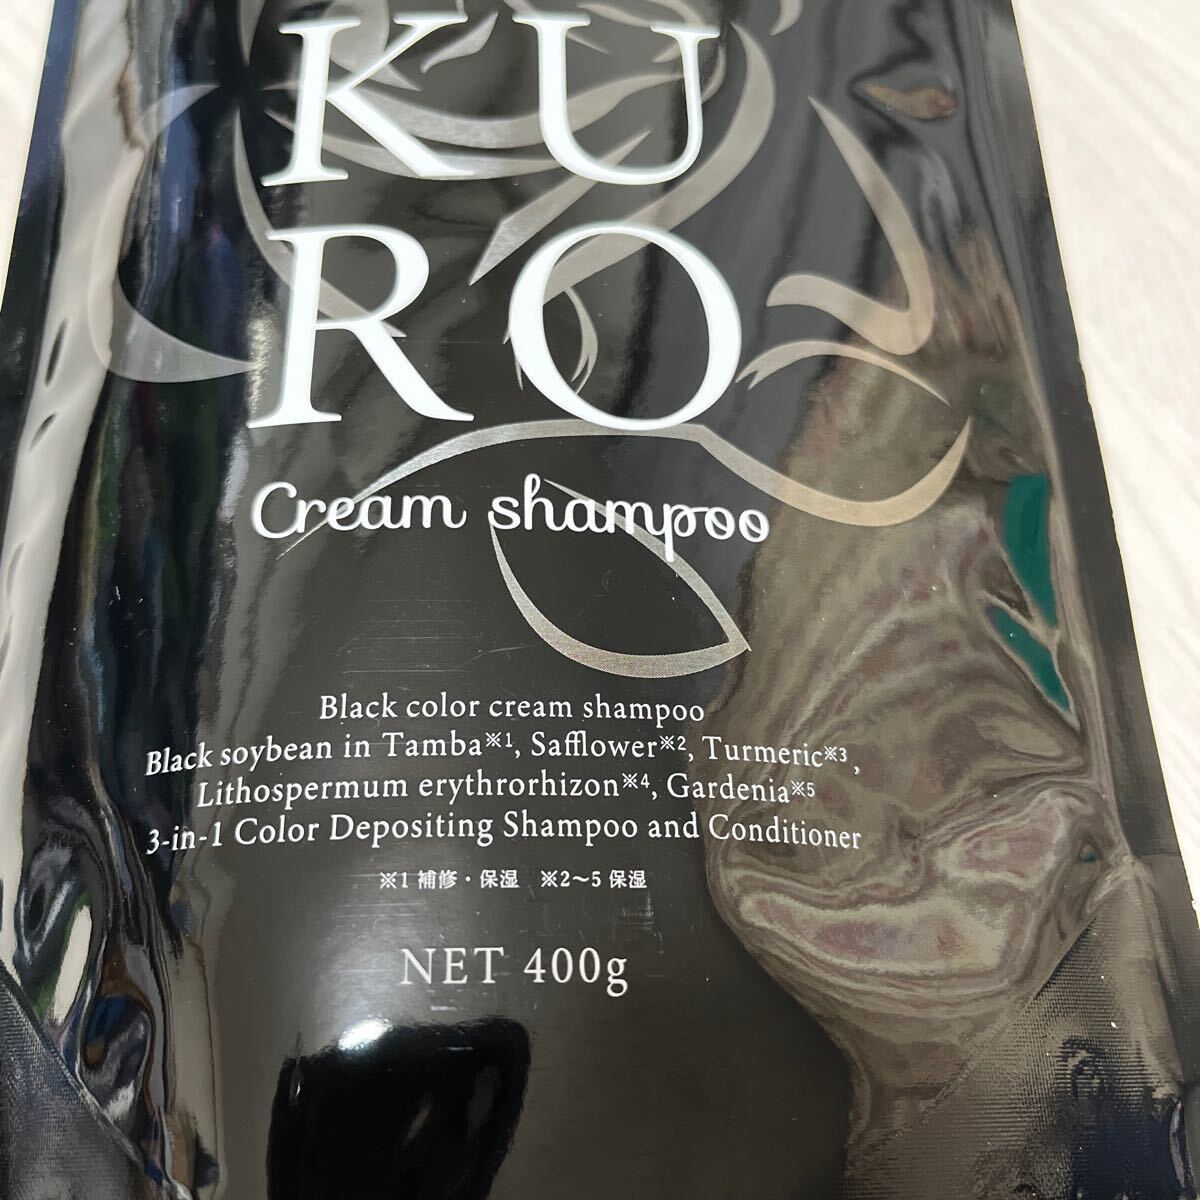 KU
RO
Cream shampoo
Black color cream shampoo
Black soybean in Tamba※1, Safflower※2, Turmeric※3,
Lithospermum erythrorhizon※4, Gardenia※5
3-in-1 Color Depositing Shampoo and Conditioner
※1 補修・保湿　※2〜5 保湿
NET 400g